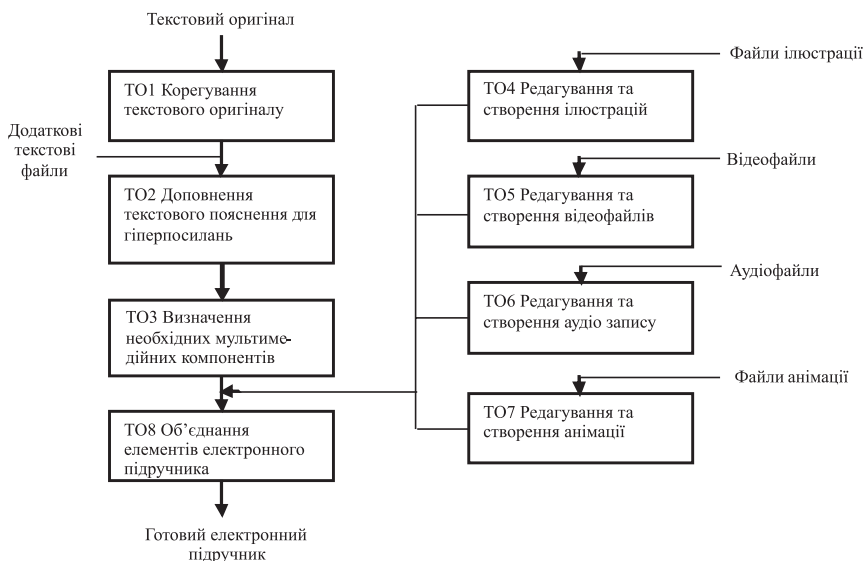 Текстовий оригінал
ТО1 Корегування
текстового оригіналу
Додаткові
текстові
файли
ТО2 Доповнення
текстового пояснення для
гіперпосилань
ТО3 Визначення
необхідних мультиме-
дійних компонентів
ТО8 Об’єднання
елементів електронного
підручника
Готовий електронний
підручник
Файли ілюстрації
ТО4 Редагування та
створення ілюстрацій
Відеофайли
ТО5 Редагування та
створення відеофайлів
Аудіофайли
ТО6 Редагування та
створення аудіо запису
Файли анімації
ТО7 Редагування та
створення анімації